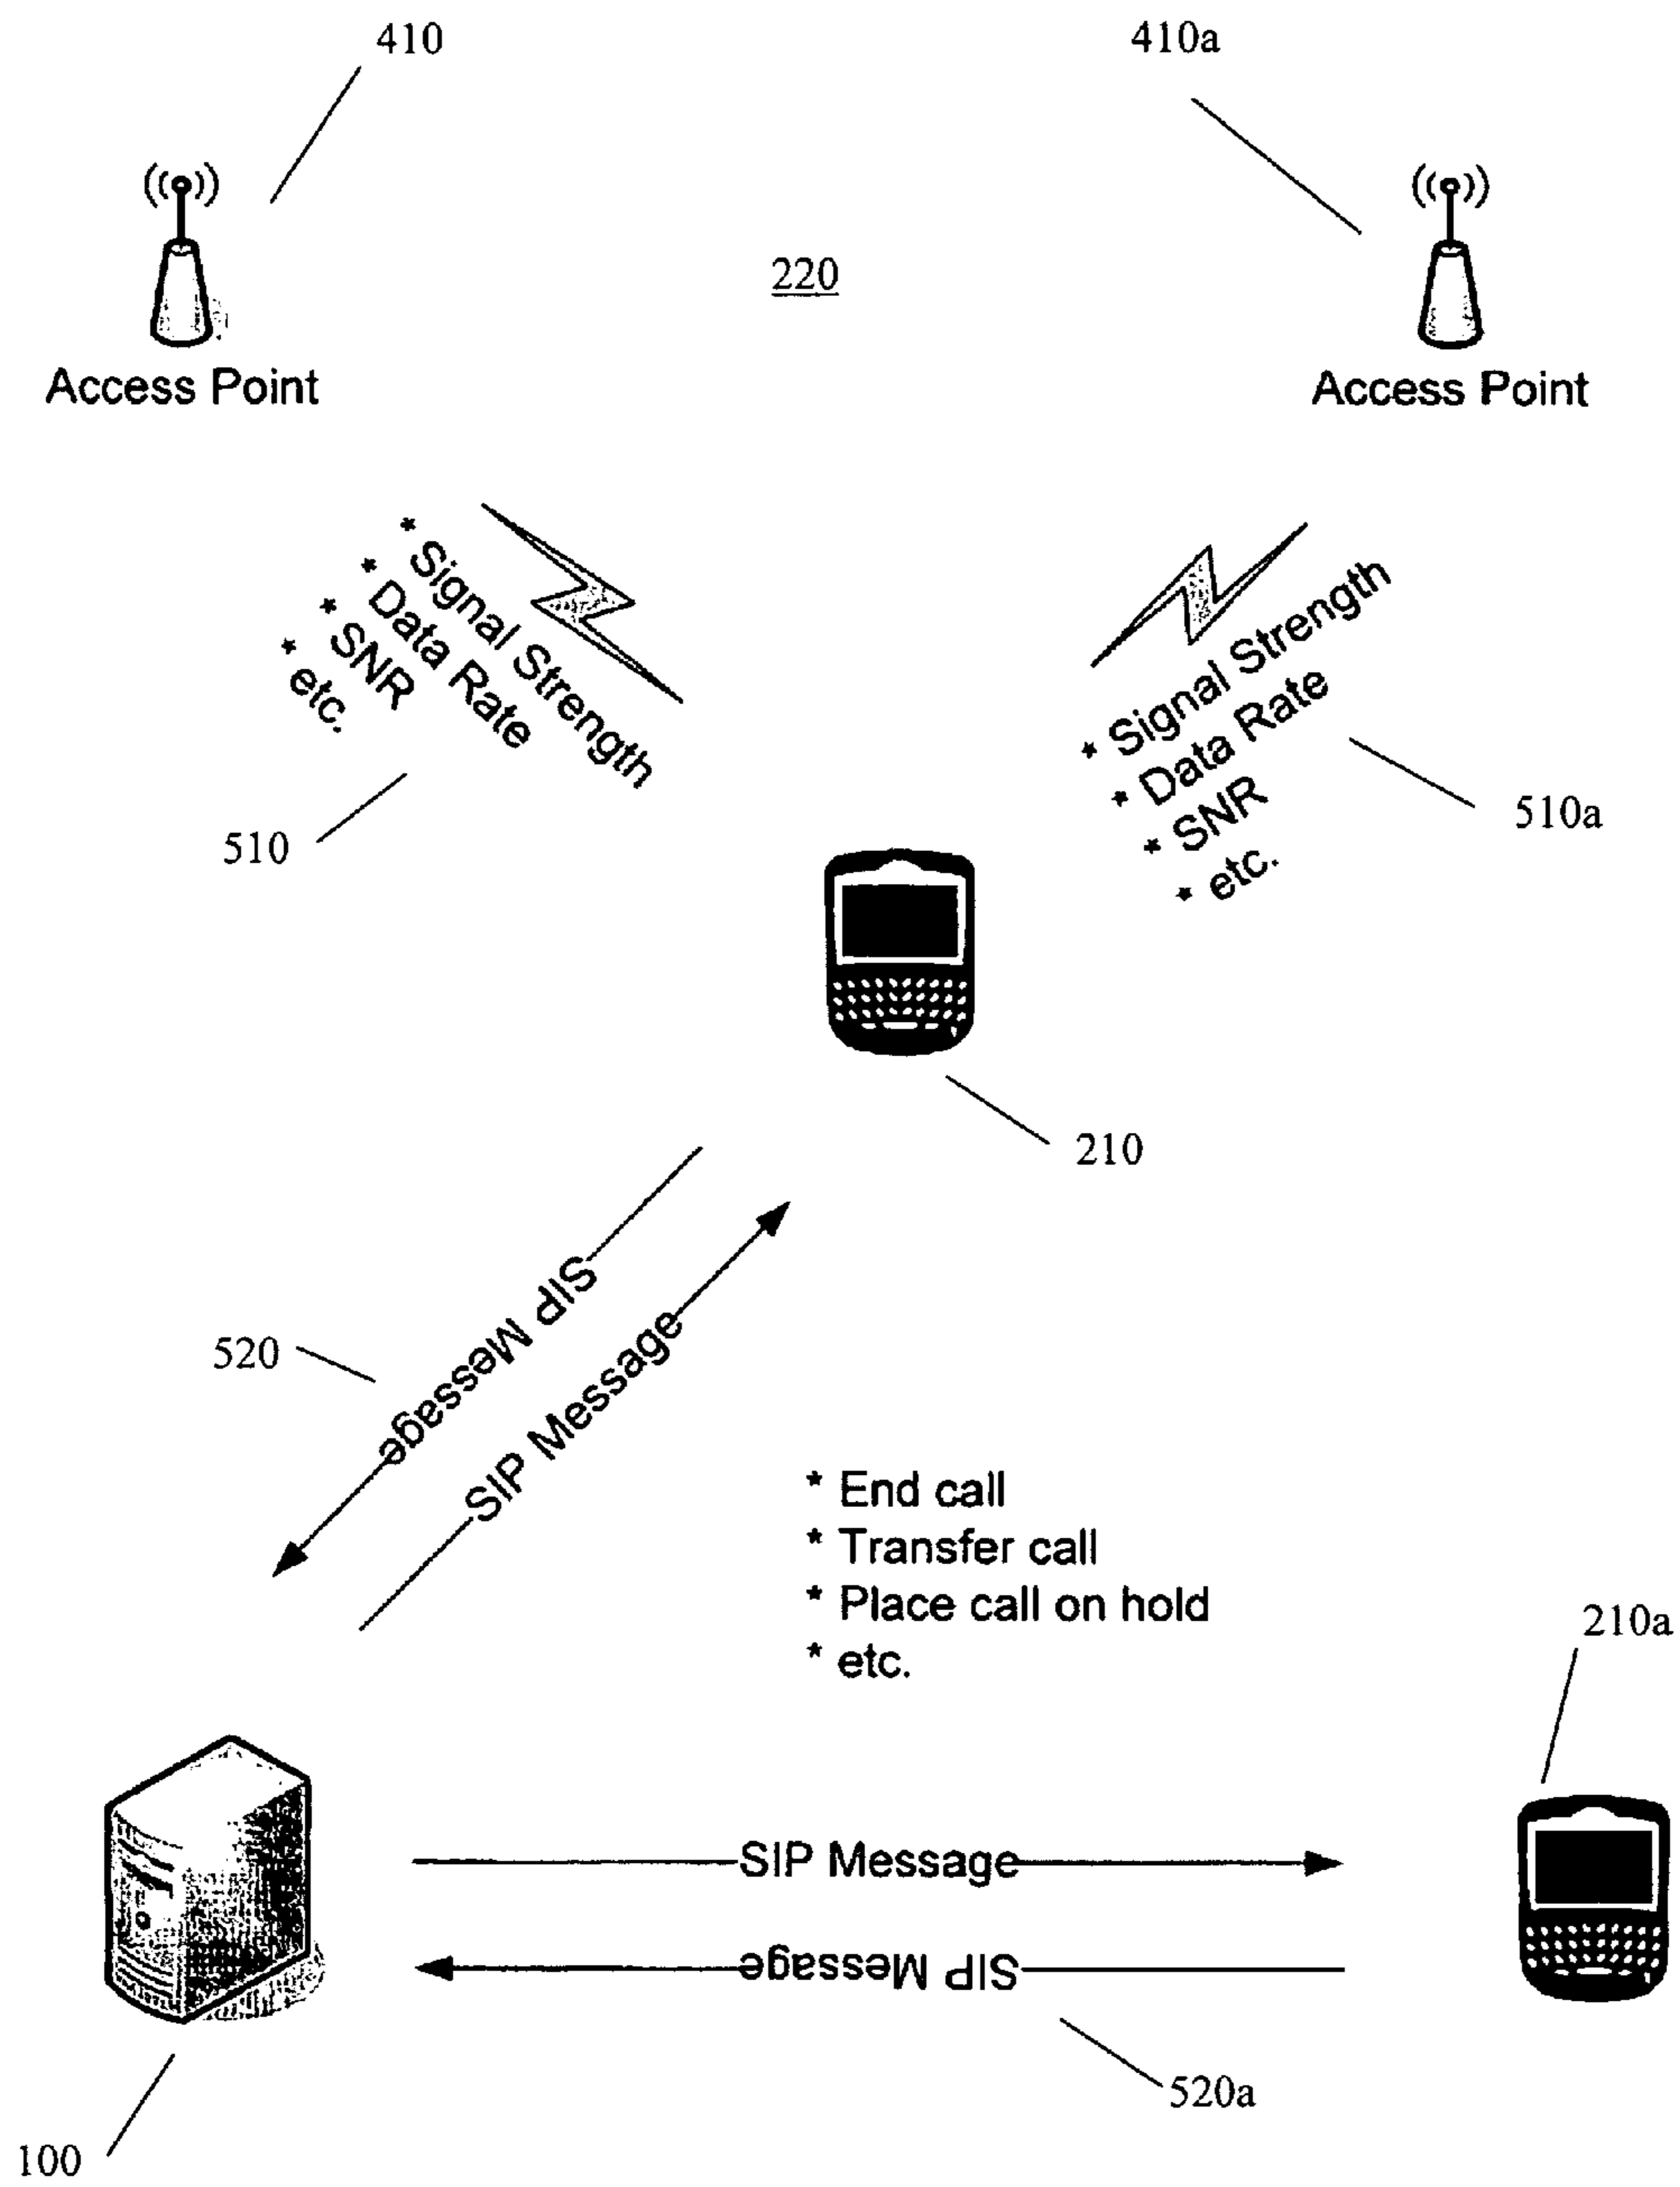 410
410a
220
Access Point
Access Point
* Signal Strength
* Data Rate
* SNR
* etc.
* Signal Strength
* Data Rate
* SNR
* etc.
510
510a
210
SIP Message
520
SIP Message
* End call
* Transfer call
* Place call on hold
* etc.
210a
SIP Message
SIP Message
520a
100